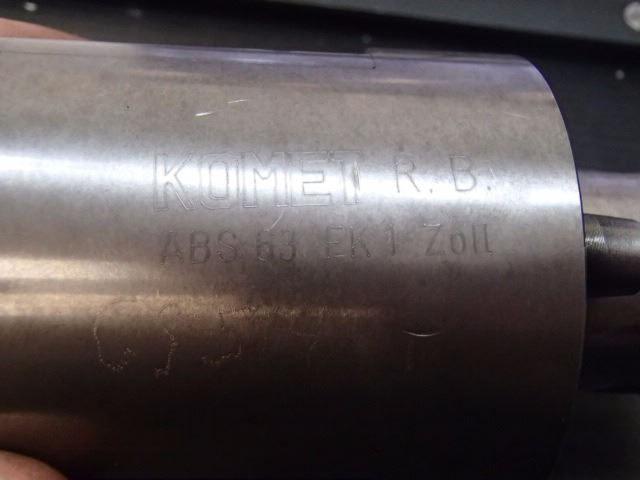 KOMET R. B.
ABS 63 EK 1 Zoll